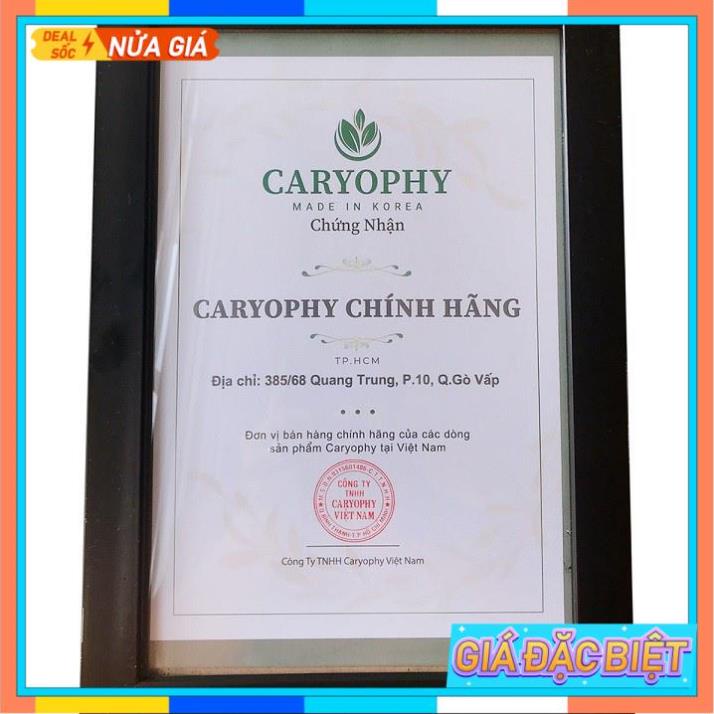 DEAL SỐC NỬA GIÁ
CARYOPHY
MADE IN KOREA
Chứng Nhận
CARYOPHY CHÍNH HÃNG
TP.HCM
Địa chỉ: 385/68 Quang Trung, P.10, Q.Gò Vấp
Đơn vị bán hàng chính hãng của các dòng
sản phẩm Caryophy tại Việt Nam
CÔNG TY
TNHH
CARYOPHY
VIỆT NAM
Công Ty TNHH Caryophy Việt Nam
GIÁ ĐẶC BIỆT